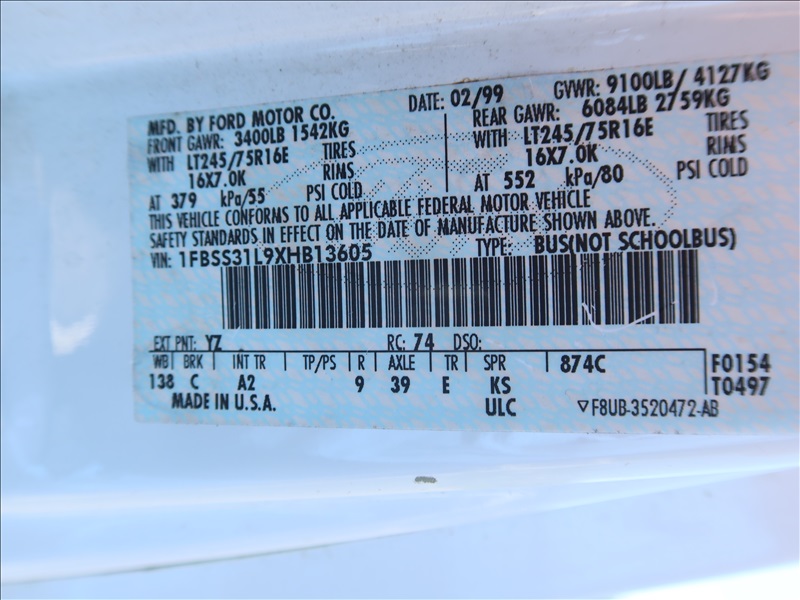 DATE: 02/99 GVWR: 9100LB/ 4127KG
MFD. BY FORD MOTOR CO. REAR GAWR: 6084LB 2759KG
FRONT GAWR: 3400LB 1542KG WITH LT245/75R16E TIRES
WITH LT245/75R16E TIRES 16X7.0K RIMS
16X7.0K RIMS AT 552 kPa/80 PSI COLD
AT 379 kPa/55 PSI COLD
THIS VEHICLE CONFORMS TO ALL APPLICABLE FEDERAL MOTOR VEHICLE
SAFETY STANDARDS IN EFFECT ON THE DATE OF MANUFACTURE SHOWN ABOVE.
VIN: 1FBSS31L9XHB13605 TYPE: BUS(NOT SCHOOLBUS)
EXT PNT: YZ RC: 74 DSO:
WB BRK INT TR TP/PS R AXLE TR SPR 874C F0154
138 C A2 9 39 E KS T0497
MADE IN U.S.A. ULC ▽F8UB-3520472-AB